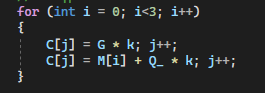 for (int i = 0; i<3; i++)
{
C[j] = G * k; j++;
C[j] = M[i] + Q_ * k; j++;
}